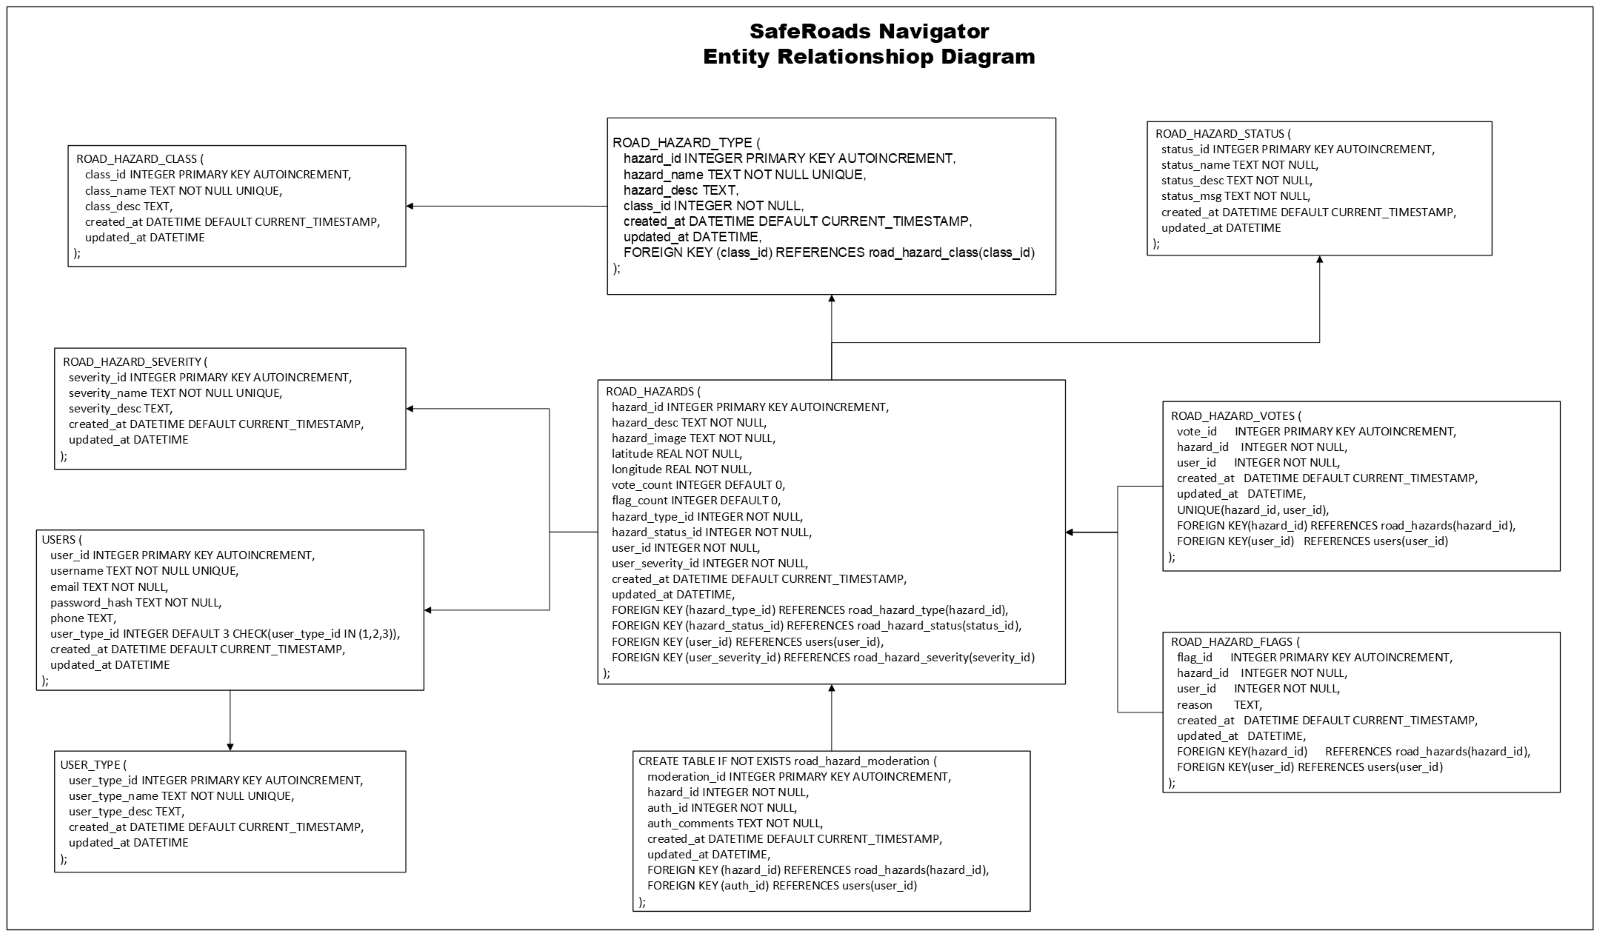 SafeRoads Navigator
Entity Relationshiop Diagram
ROAD_HAZARD_CLASS (
class_id INTEGER PRIMARY KEY AUTOINCREMENT,
class_name TEXT NOT NULL UNIQUE,
class_desc TEXT,
created_at DATETIME DEFAULT CURRENT_TIMESTAMP,
updated_at DATETIME
);
ROAD_HAZARD_TYPE (
hazard_id INTEGER PRIMARY KEY AUTOINCREMENT,
hazard_name TEXT NOT NULL UNIQUE,
hazard_desc TEXT,
class_id INTEGER NOT NULL,
created_at DATETIME DEFAULT CURRENT_TIMESTAMP,
updated_at DATETIME,
FOREIGN KEY (class_id) REFERENCES road_hazard_class(class_id)
);
ROAD_HAZARD_STATUS (
status_id INTEGER PRIMARY KEY AUTOINCREMENT,
status_name TEXT NOT NULL,
status_desc TEXT NOT NULL,
status_msg TEXT NOT NULL,
created_at DATETIME DEFAULT CURRENT_TIMESTAMP,
updated_at DATETIME
);
ROAD_HAZARD_SEVERITY (
severity_id INTEGER PRIMARY KEY AUTOINCREMENT,
severity_name TEXT NOT NULL UNIQUE,
severity_desc TEXT,
created_at DATETIME DEFAULT CURRENT_TIMESTAMP,
updated_at DATETIME
);
ROAD_HAZARDS (
hazard_id INTEGER PRIMARY KEY AUTOINCREMENT,
hazard_desc TEXT NOT NULL,
hazard_image TEXT NOT NULL,
latitude REAL NOT NULL,
longitude REAL NOT NULL,
vote_count INTEGER DEFAULT 0,
flag_count INTEGER DEFAULT 0,
hazard_type_id INTEGER NOT NULL,
hazard_status_id INTEGER NOT NULL,
user_id INTEGER NOT NULL,
user_severity_id INTEGER NOT NULL,
created_at DATETIME DEFAULT CURRENT_TIMESTAMP,
updated_at DATETIME,
FOREIGN KEY (hazard_type_id) REFERENCES road_hazard_type(hazard_id),
FOREIGN KEY (hazard_status_id) REFERENCES road_hazard_status(status_id),
FOREIGN KEY (user_id) REFERENCES users(user_id),
FOREIGN KEY (user_severity_id) REFERENCES road_hazard_severity(severity_id)
);
ROAD_HAZARD_VOTES (
vote_id INTEGER PRIMARY KEY AUTOINCREMENT,
hazard_id INTEGER NOT NULL,
user_id INTEGER NOT NULL,
created_at DATETIME DEFAULT CURRENT_TIMESTAMP,
updated_at DATETIME,
UNIQUE(hazard_id, user_id),
FOREIGN KEY(hazard_id) REFERENCES road_hazards(hazard_id),
FOREIGN KEY(user_id) REFERENCES users(user_id)
);
USERS (
user_id INTEGER PRIMARY KEY AUTOINCREMENT,
username TEXT NOT NULL UNIQUE,
email TEXT NOT NULL,
password_hash TEXT NOT NULL,
phone TEXT,
user_type_id INTEGER DEFAULT 3 CHECK(user_type_id IN (1,2,3)),
created_at DATETIME DEFAULT CURRENT_TIMESTAMP,
updated_at DATETIME
);
ROAD_HAZARD_FLAGS (
flag_id INTEGER PRIMARY KEY AUTOINCREMENT,
hazard_id INTEGER NOT NULL,
user_id INTEGER NOT NULL,
reason TEXT,
created_at DATETIME DEFAULT CURRENT_TIMESTAMP,
updated_at DATETIME,
FOREIGN KEY(hazard_id) REFERENCES road_hazards(hazard_id),
FOREIGN KEY(user_id) REFERENCES users(user_id)
);
USER_TYPE (
user_type_id INTEGER PRIMARY KEY AUTOINCREMENT,
user_type_name TEXT NOT NULL UNIQUE,
user_type_desc TEXT,
created_at DATETIME DEFAULT CURRENT_TIMESTAMP,
updated_at DATETIME
);
CREATE TABLE IF NOT EXISTS road_hazard_moderation (
moderation_id INTEGER PRIMARY KEY AUTOINCREMENT,
hazard_id INTEGER NOT NULL,
auth_id INTEGER NOT NULL,
auth_comments TEXT NOT NULL,
created_at DATETIME DEFAULT CURRENT_TIMESTAMP,
updated_at DATETIME,
FOREIGN KEY (hazard_id) REFERENCES road_hazards(hazard_id),
FOREIGN KEY (auth_id) REFERENCES users(user_id)
);